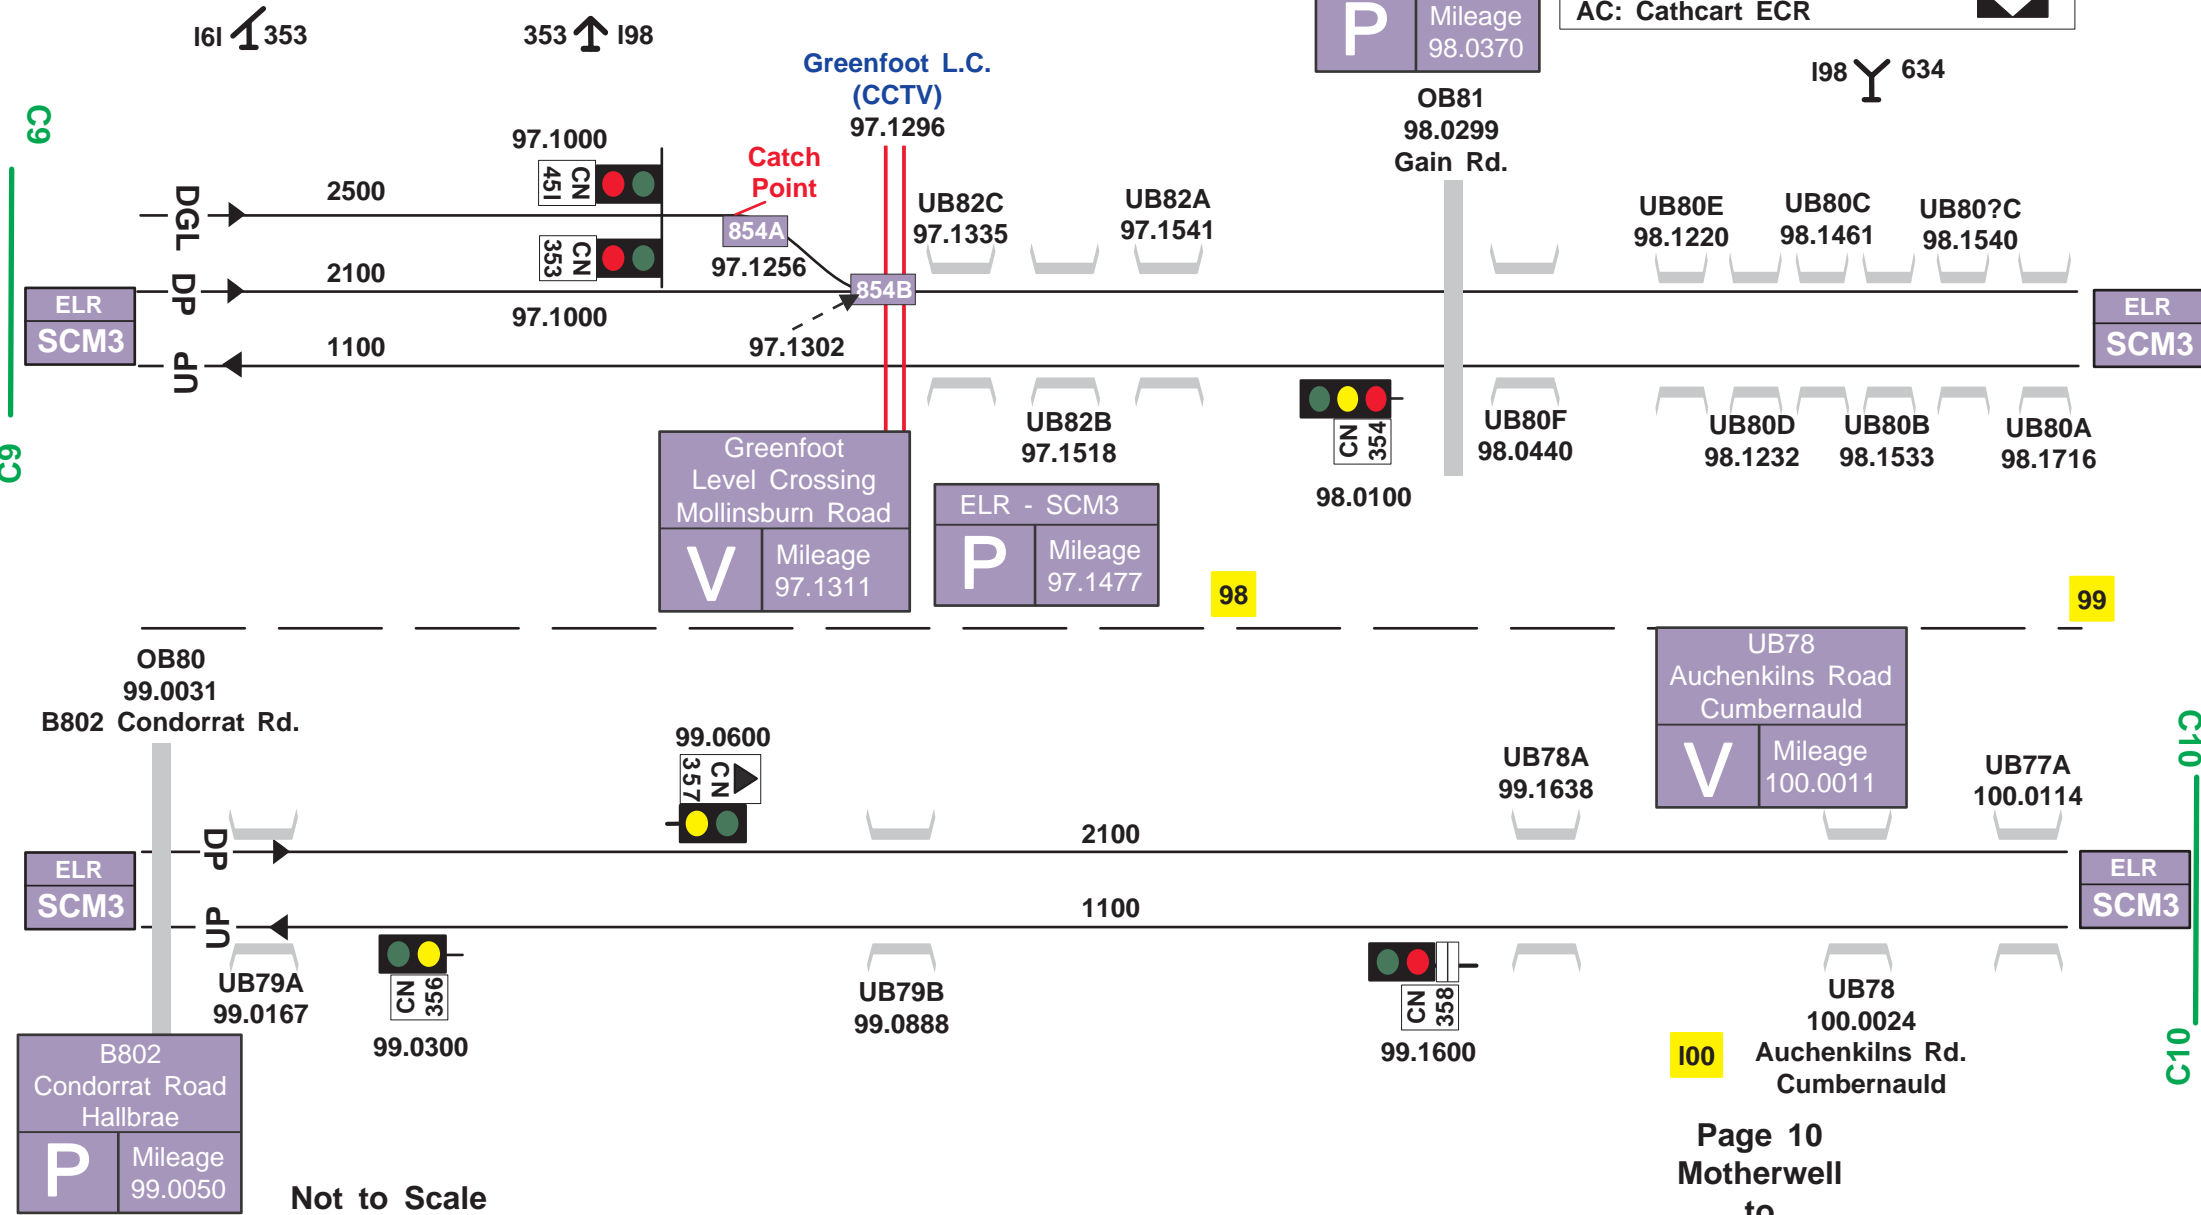 I6I 353
353 I98
P Mileage
98.0370
AC: Cathcart ECR
I98 634
Greenfoot L.C.
(CCTV)
97.1296
OB81
98.0299
Gain Rd.
C9
97.1000
CN
45I
Catch
Point
DGL
2500
854A
97.1256
UB82C
97.1335
UB82A
97.1541
UB80E
98.1220
UB80C
98.1461
UB80?C
98.1540
CN
353
DP
2100
97.1000
854B
97.1302
ELR
SCM3
ELR
SCM3
UP
1100
UB82B
97.1518
CN
354
98.0100
UB80F
98.0440
UB80D
98.1232
UB80B
98.1533
UB80A
98.1716
C9
Greenfoot
Level Crossing
Mollinsburn Road
V Mileage
97.1311
ELR - SCM3
P Mileage
97.1477
98
99
OB80
99.0031
B802 Condorrat Rd.
99.0600
CN
357
UB78
Auchenkilns Road
Cumbernauld
V Mileage
100.0011
UB78A
99.1638
UB77A
100.0114
C10
DP
2100
ELR
SCM3
ELR
SCM3
UP
1100
UB79A
99.0167
CN
356
99.0300
UB79B
99.0888
CN
358
99.1600
UB78
100.0024
Auchenkilns Rd.
Cumbernauld
I00
C10
B802
Condorrat Road
Hallbrae
P Mileage
99.0050
Not to Scale
Page 10
Motherwell
to